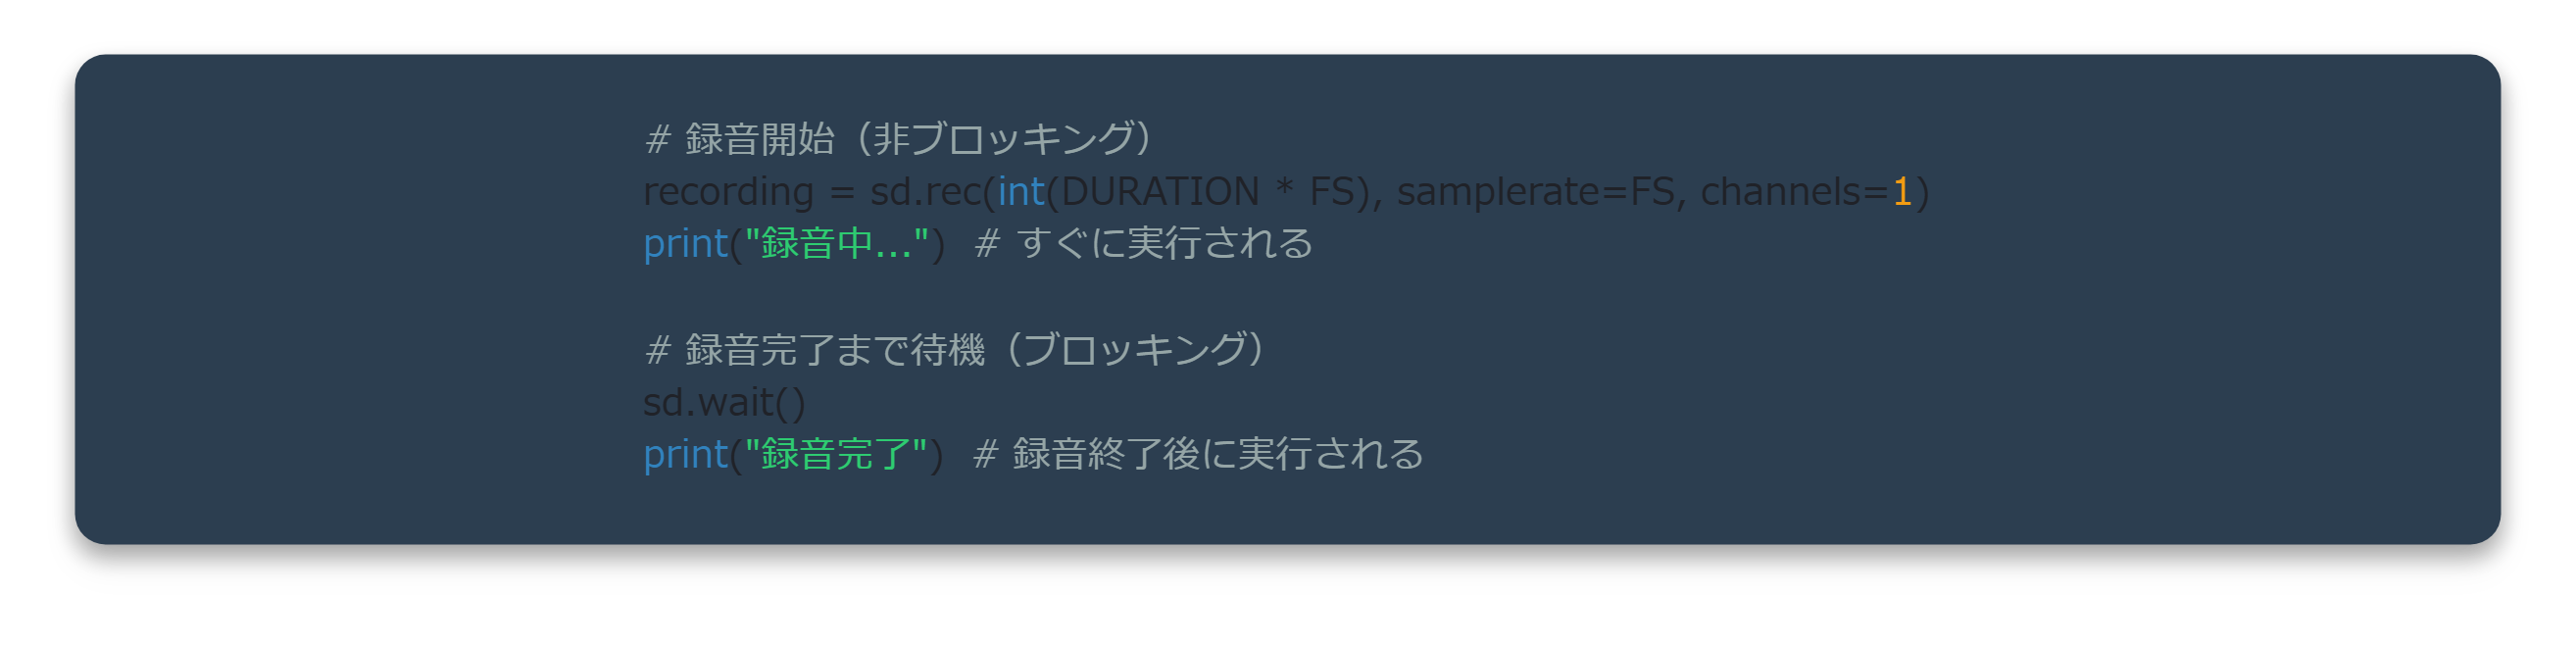 # 録音開始（非ブロッキング）
recording = sd.rec(int(DURATION * FS), samplerate=FS, channels=1)
print("録音中...")  # すぐに実行される
# 録音完了まで待機（ブロッキング）
sd.wait()
print("録音完了")  # 録音終了後に実行される